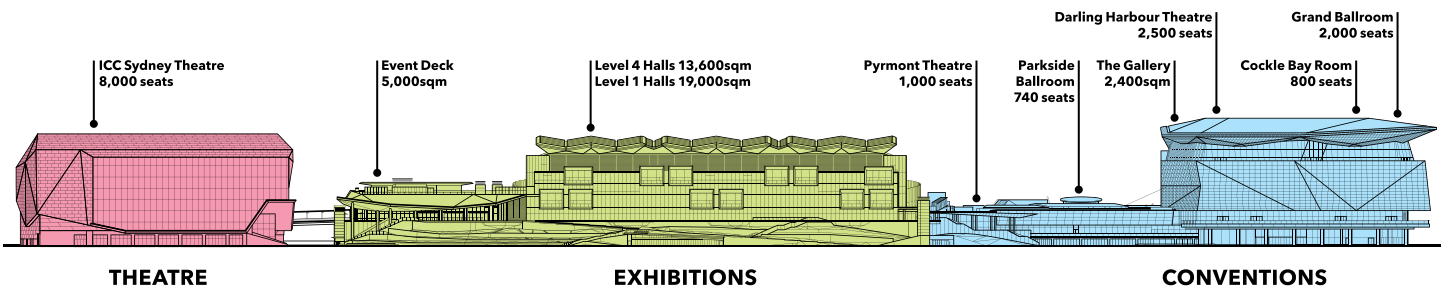 ICC Sydney Theatre
8,000 seats
Event Deck
5,000sqm
Level 4 Halls 13,600sqm
Level 1 Halls 19,000sqm
Pyrmont Theatre
1,000 seats
Parkside
Ballroom
740 seats
The Gallery
2,400sqm
Darling Harbour Theatre
2,500 seats
Cockle Bay Room
800 seats
Grand Ballroom
2,000 seats
THEATRE
EXHIBITIONS
CONVENTIONS